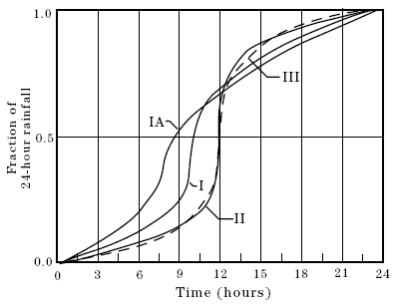 1.0
Fraction of
24-hour rainfall
0.5
0.0
IA
I
II
III
0 3 6 9 12 15 18 21 24
Time (hours)